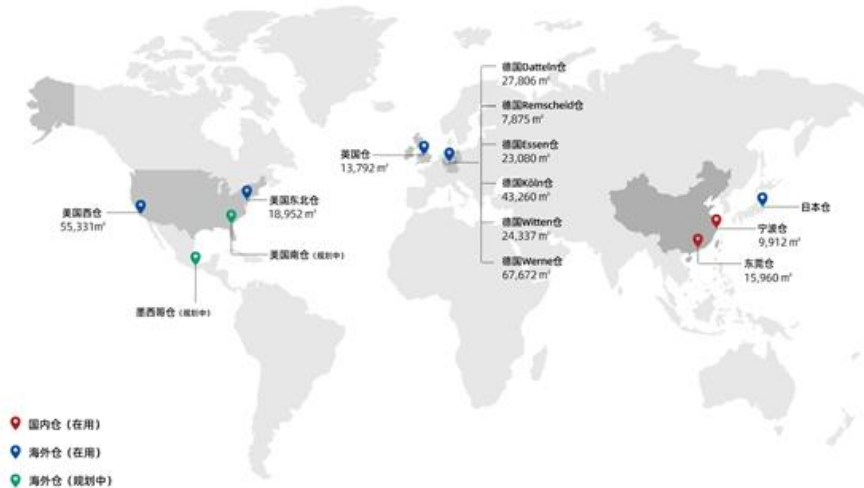 德国Datteln仓
27,806 ㎡
德国Remscheid仓
7,875 ㎡
德国Essen仓
23,080 ㎡
德国Köln仓
43,260 ㎡
德国Witten仓
24,337 ㎡
德国Werne仓
67,672 ㎡
英国仓
13,792 ㎡
美国东北仓
18,952 ㎡
美国西仓
55,331㎡
美国南仓（规划中）
墨西哥仓（规划中）
日本仓
宁波仓
9,912 ㎡
东莞仓
15,960 ㎡
国内仓（在用）
海外仓（在用）
海外仓（规划中）